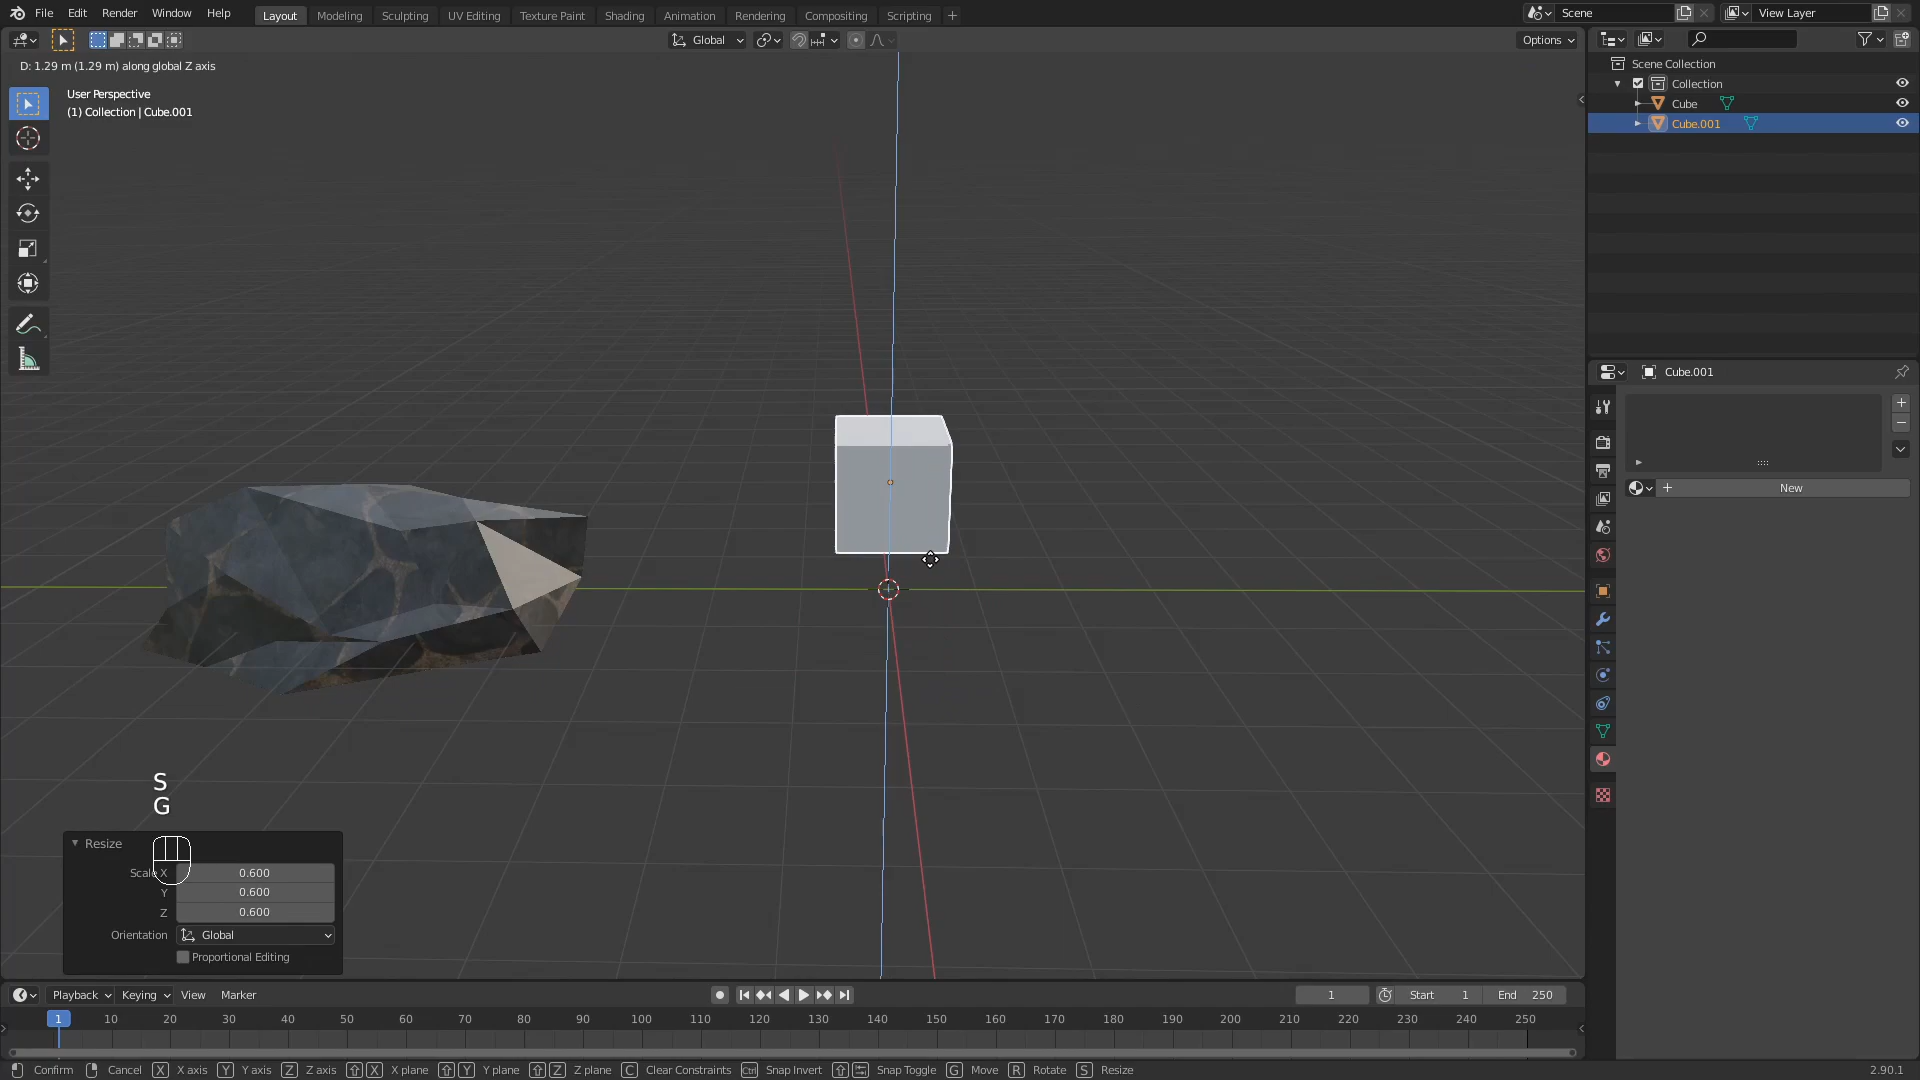 File Edit Render Window Help Layout Modeling Sculpting UV Editing Texture Paint Shading Animation Rendering Compositing Scripting + Scene View Layer
Global Options
D: 1.29 m (1.29 m) along global Z axis
User Perspective
(1) Collection | Cube.001
Scene Collection
Collection
Cube
Cube.001
Cube.001
New
S
G
Resize
Scale X 0.600
Y 0.600
Z 0.600
Orientation Global
Proportional Editing
Playback Keying View Marker 1 Start 1 End 250
1 10 20 30 40 50 60 70 80 90 100 110 120 130 140 150 160 170 180 190 200 210 220 230 240 250
Confirm Cancel X X axis Y Y axis Z Z axis X X plane Y Y plane Z Z plane C Clear Constraints Ctrl Snap Invert Snap Toggle G Move R Rotate S Resize 2.90.1